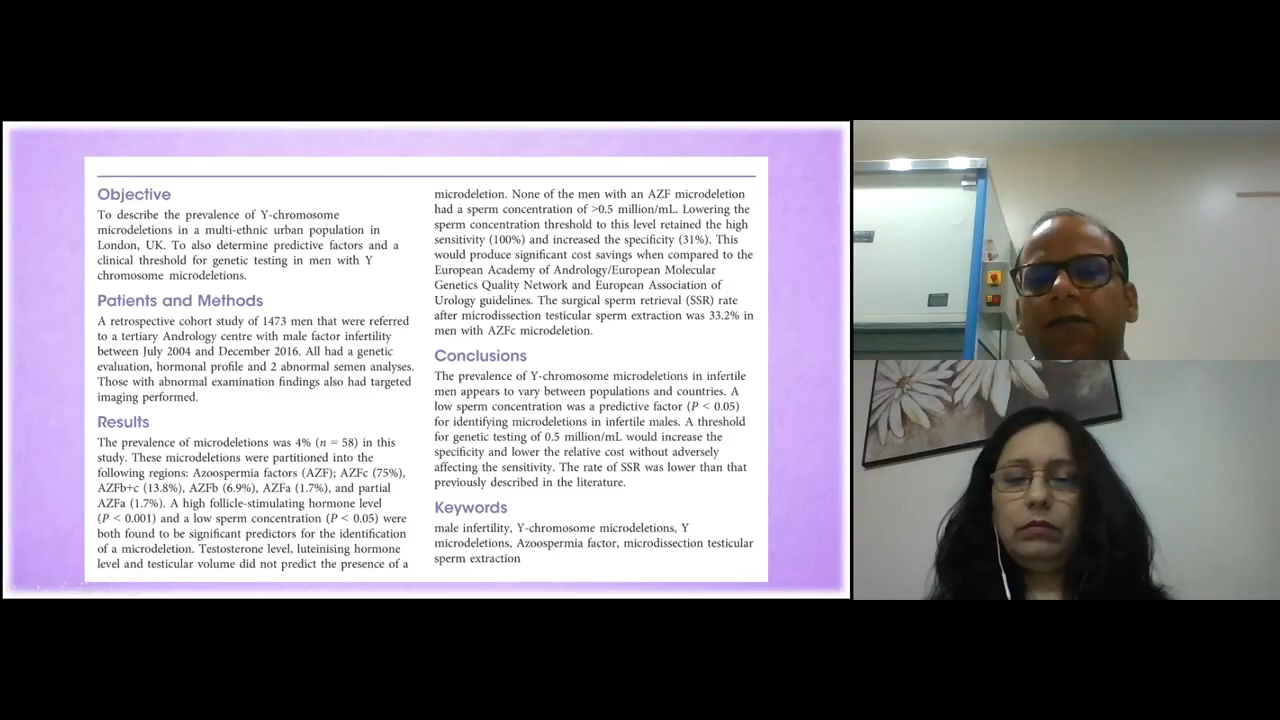 Objective
To describe the prevalence of Y-chromosome
microdeletions in a multi-ethnic urban population in
London, UK. To also determine predictive factors and a
clinical threshold for genetic testing in men with Y
chromosome microdeletions.
Patients and Methods
A retrospective cohort study of 1473 men that were referred
to a tertiary Andrology centre with male factor infertility
between July 2004 and December 2016. All had a genetic
evaluation, hormonal profile and 2 abnormal semen analyses.
Those with abnormal examination findings also had targeted
imaging performed.
Results
The prevalence of microdeletions was 4% (n = 58) in this
study. These microdeletions were partitioned into the
following regions: Azoospermia factors (AZF); AZFc (75%),
AZFb+c (13.8%), AZFb (6.9%), AZFa (1.7%), and partial
AZFa (1.7%). A high follicle-stimulating hormone level
(P < 0.001) and a low sperm concentration (P < 0.05) were
both found to be significant predictors for the identification
of a microdeletion. Testosterone level, luteinising hormone
level and testicular volume did not predict the presence of a
microdeletion. None of the men with an AZF microdeletion
had a sperm concentration of >0.5 million/mL. Lowering the
sperm concentration threshold to this level retained the high
sensitivity (100%) and increased the specificity (31%). This
would produce significant cost savings when compared to the
European Academy of Andrology/European Molecular
Genetics Quality Network and European Association of
Urology guidelines. The surgical sperm retrieval (SSR) rate
after microdissection testicular sperm extraction was 33.2% in
men with AZFc microdeletion.
Conclusions
The prevalence of Y-chromosome microdeletions in infertile
men appears to vary between populations and countries. A
low sperm concentration was a predictive factor (P < 0.05)
for identifying microdeletions in infertile males. A threshold
for genetic testing of 0.5 million/mL would increase the
specificity and lower the relative cost without adversely
affecting the sensitivity. The rate of SSR was lower than that
previously described in the literature.
Keywords
male infertility, Y-chromosome microdeletions, Y
microdeletions, Azoospermia factor, microdissection testicular
sperm extraction